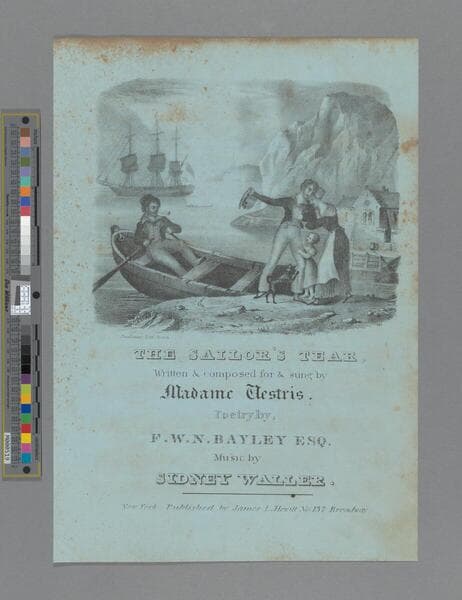 THE SAILOR'S TEAR,
Written & composed for & sung by
Madame Vestris.
Poetry by,
F.W.N. BAYLEY ESQ.
Music by
SIDNEY WALLER.
New York Published by James L. Hewitt No 137 Broadway